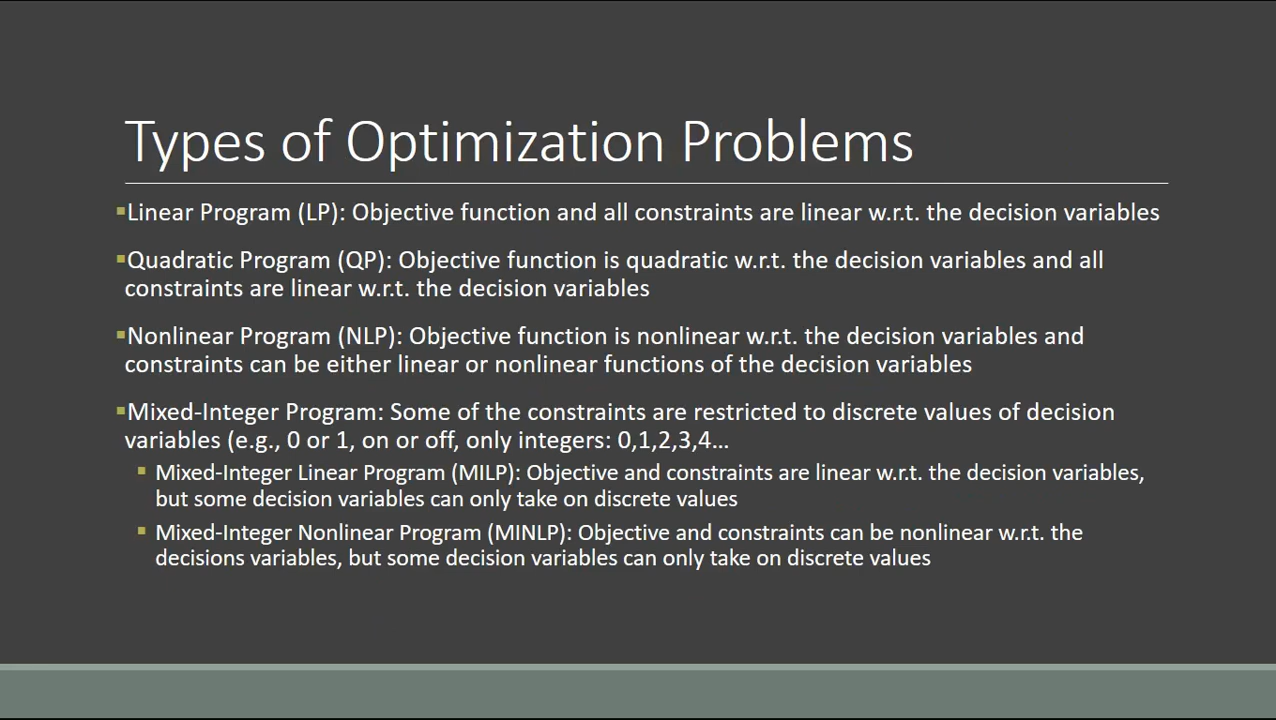 Types of Optimization Problems
▪Linear Program (LP): Objective function and all constraints are linear w.r.t. the decision variables
▪Quadratic Program (QP): Objective function is quadratic w.r.t. the decision variables and all
constraints are linear w.r.t. the decision variables
▪Nonlinear Program (NLP): Objective function is nonlinear w.r.t. the decision variables and
constraints can be either linear or nonlinear functions of the decision variables
▪Mixed-Integer Program: Some of the constraints are restricted to discrete values of decision
variables (e.g., 0 or 1, on or off, only integers: 0,1,2,3,4…
▪ Mixed-Integer Linear Program (MILP): Objective and constraints are linear w.r.t. the decision variables,
but some decision variables can only take on discrete values
▪ Mixed-Integer Nonlinear Program (MINLP): Objective and constraints can be nonlinear w.r.t. the
decisions variables, but some decision variables can only take on discrete values